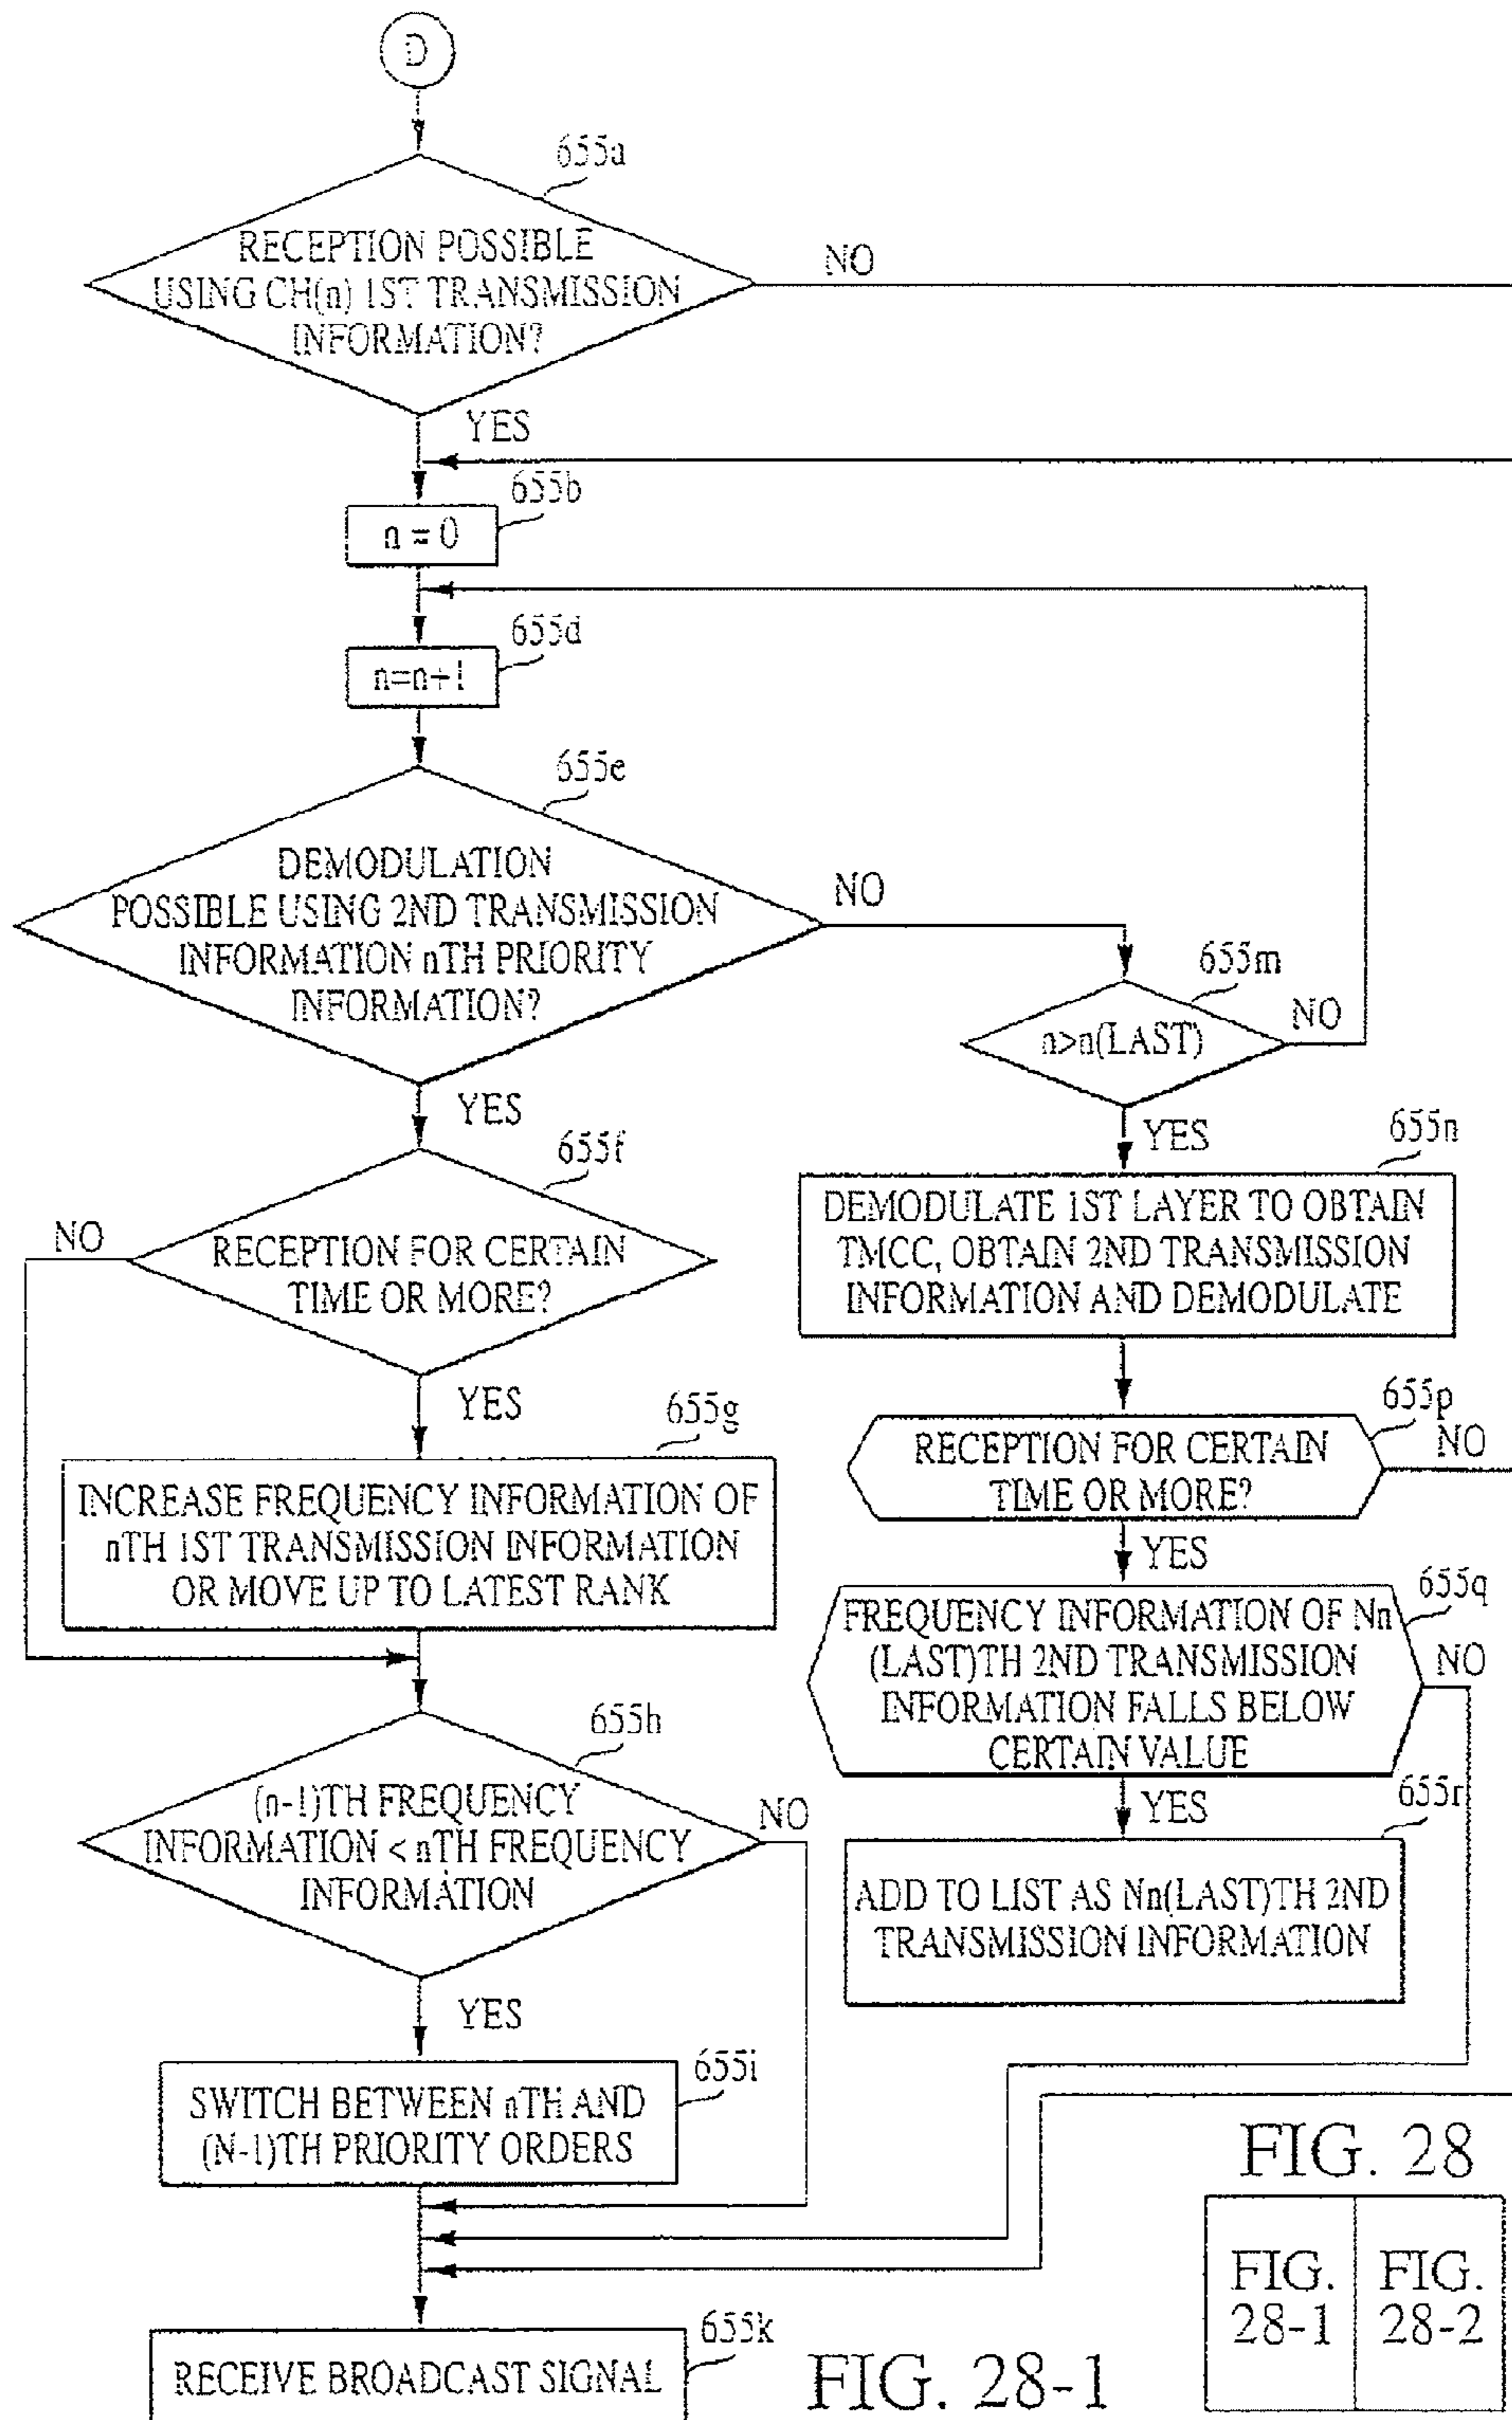 D
655a
RECEPTION POSSIBLE
USING CH(n) 1ST TRANSMISSION
INFORMATION?
NO
YES
655b
n = 0
655d
n=n+1
655e
DEMODULATION
POSSIBLE USING 2ND TRANSMISSION
INFORMATION nTH PRIORITY
INFORMATION?
NO
655m
n>n(LAST)
NO
YES
YES
655f
RECEPTION FOR CERTAIN
TIME OR MORE?
NO
YES
655n
DEMODULATE 1ST LAYER TO OBTAIN
TMCC, OBTAIN 2ND TRANSMISSION
INFORMATION AND DEMODULATE
655g
INCREASE FREQUENCY INFORMATION OF
nTH 1ST TRANSMISSION INFORMATION
OR MOVE UP TO LATEST RANK
655p
RECEPTION FOR CERTAIN
TIME OR MORE?
NO
YES
655q
FREQUENCY INFORMATION OF Nn
(LAST)TH 2ND TRANSMISSION
INFORMATION FALLS BELOW
CERTAIN VALUE
NO
YES
655h
(n-1)TH FREQUENCY
INFORMATION < nTH FREQUENCY
INFORMATION
NO
YES
655r
ADD TO LIST AS Nn(LAST)TH 2ND
TRANSMISSION INFORMATION
655i
SWITCH BETWEEN nTH AND
(N-1)TH PRIORITY ORDERS
655k
RECEIVE BROADCAST SIGNAL
FIG. 28-1
FIG. 28
FIG.
28-1
FIG.
28-2